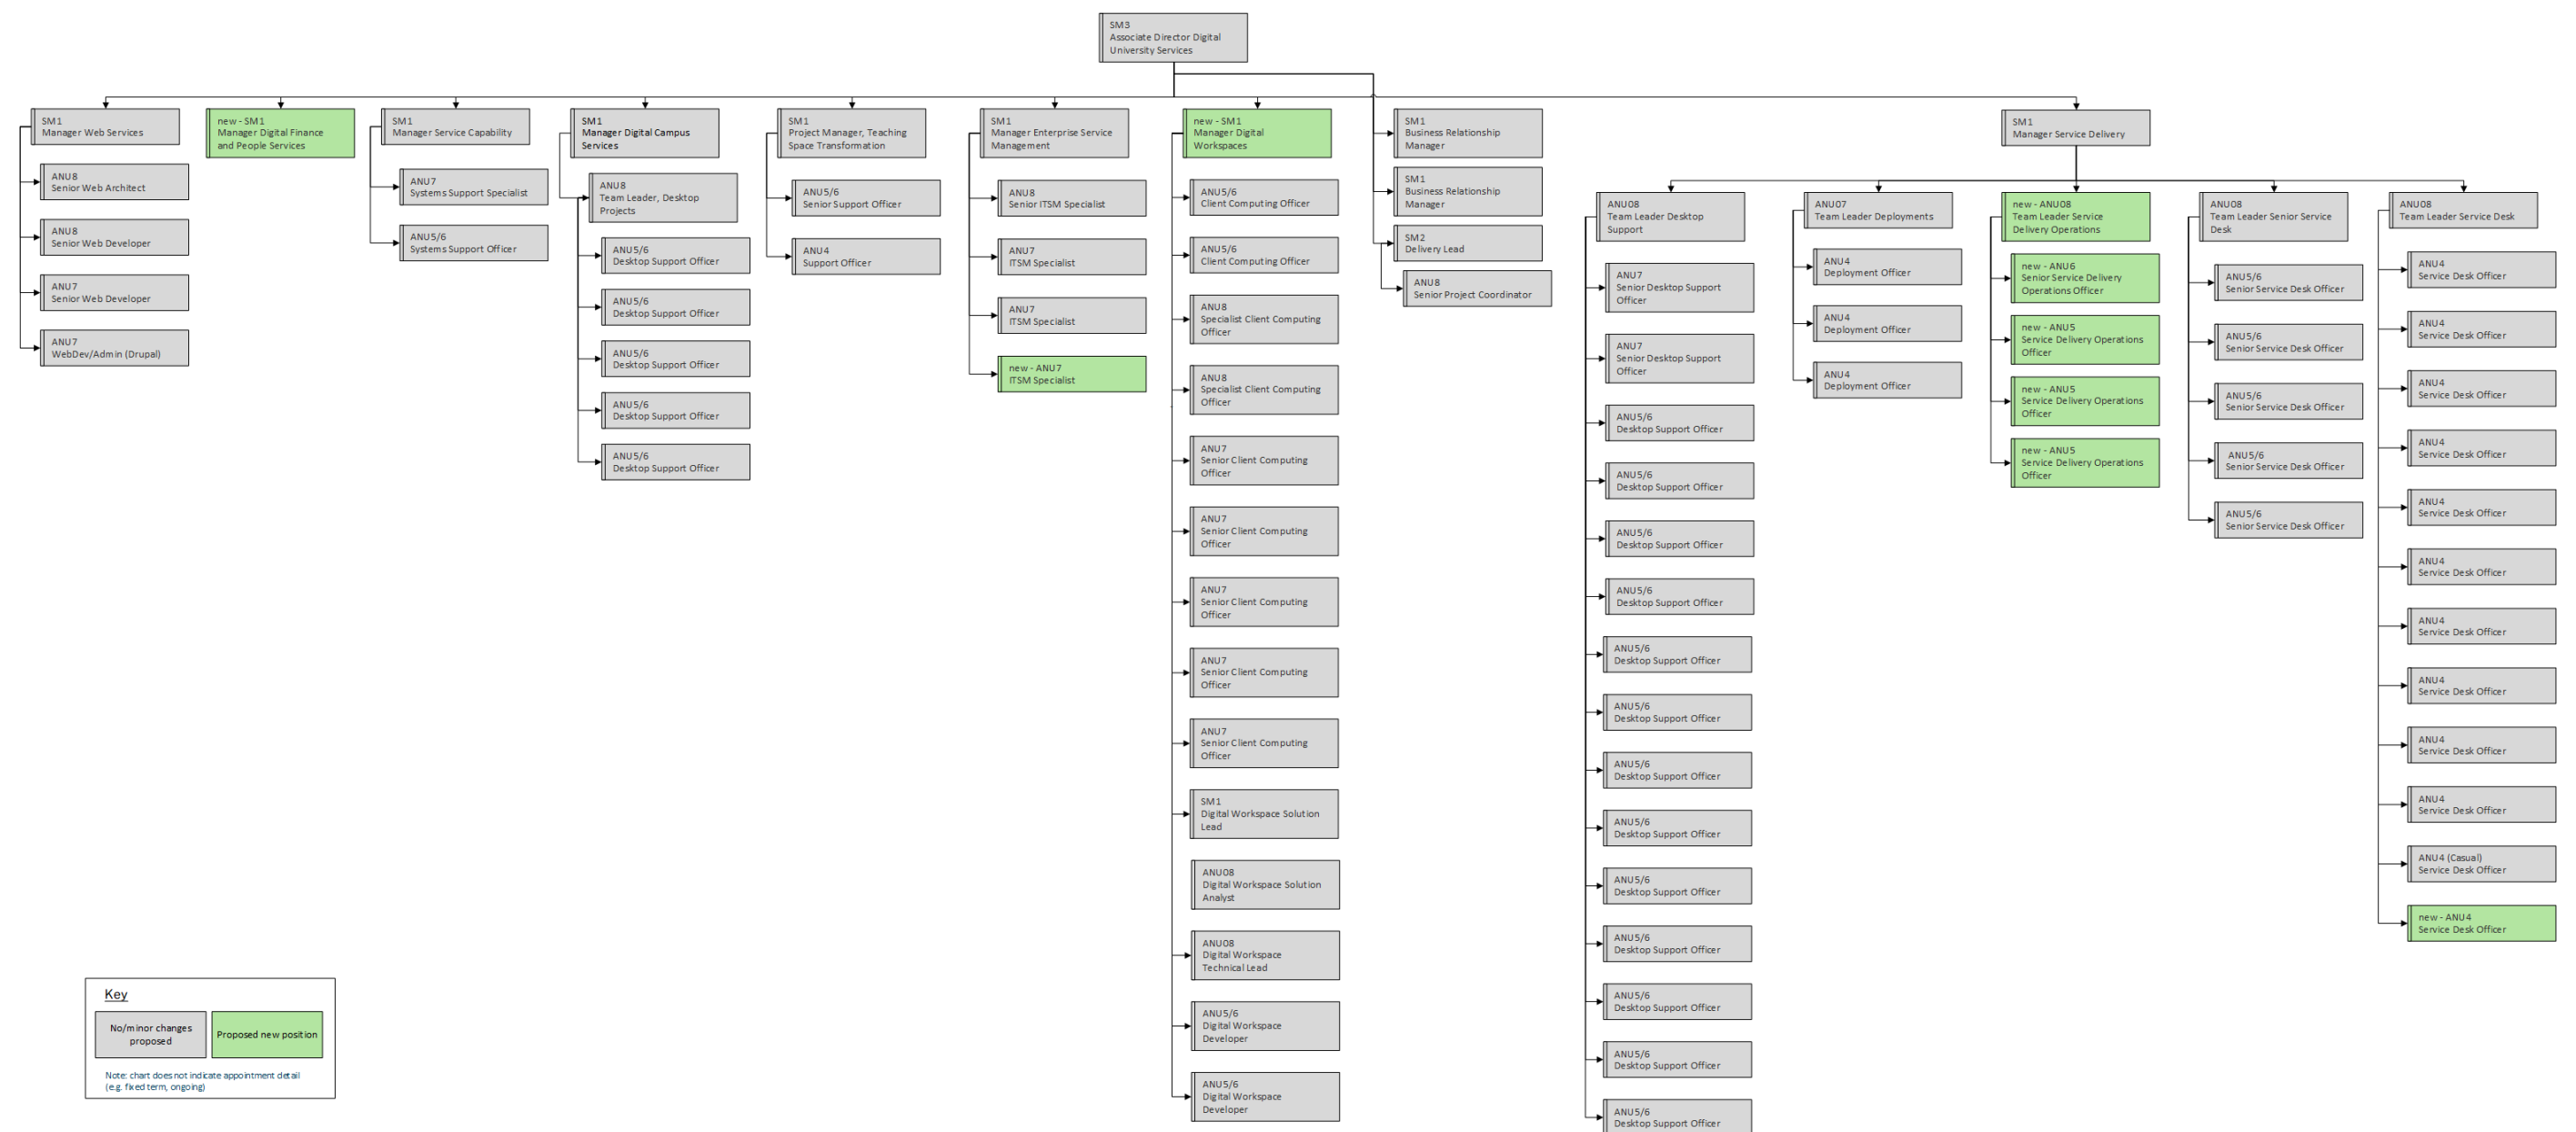 SM3
Associate Director Digital
University Services
SM1
Manager Web Services
ANU8
Senior Web Architect
ANU8
Senior Web Developer
ANU7
Senior Web Developer
ANU7
WebDev/Admin (Drupal)
new - SM1
Manager Digital Finance
and People Services
SM1
Manager Service Capability
ANU7
Systems Support Specialist
ANU5/6
Systems Support Officer
SM1
Manager Digital Campus
Services
ANU8
Team Leader, Desktop
Projects
ANU5/6
Desktop Support Officer
ANU5/6
Desktop Support Officer
ANU5/6
Desktop Support Officer
ANU5/6
Desktop Support Officer
ANU5/6
Desktop Support Officer
SM1
Project Manager, Teaching
Space Transformation
ANU5/6
Senior Support Officer
ANU4
Support Officer
SM1
Manager Enterprise Service
Management
ANU8
Senior ITSM Specialist
ANU7
ITSM Specialist
ANU7
ITSM Specialist
new - ANU7
ITSM Specialist
new - SM1
Manager Digital
Workspaces
ANU5/6
Client Computing Officer
ANU5/6
Client Computing Officer
ANU8
Specialist Client Computing
Officer
ANU8
Specialist Client Computing
Officer
ANU7
Senior Client Computing
Officer
ANU7
Senior Client Computing
Officer
ANU7
Senior Client Computing
Officer
ANU7
Senior Client Computing
Officer
ANU7
Senior Client Computing
Officer
SM1
Digital Workspace Solution
Lead
ANU08
Digital Workspace Solution
Analyst
ANU08
Digital Workspace
Technical Lead
ANU5/6
Digital Workspace
Developer
ANU5/6
Digital Workspace
Developer
SM1
Business Relationship
Manager
SM1
Business Relationship
Manager
SM2
Delivery Lead
ANU8
Senior Project Coordinator
SM1
Manager Service Delivery
ANU08
Team Leader Desktop
Support
ANU7
Senior Desktop Support
Officer
ANU7
Senior Desktop Support
Officer
ANU5/6
Desktop Support Officer
ANU5/6
Desktop Support Officer
ANU5/6
Desktop Support Officer
ANU5/6
Desktop Support Officer
ANU5/6
Desktop Support Officer
ANU5/6
Desktop Support Officer
ANU5/6
Desktop Support Officer
ANU5/6
Desktop Support Officer
ANU5/6
Desktop Support Officer
ANU5/6
Desktop Support Officer
ANU5/6
Desktop Support Officer
ANU5/6
Desktop Support Officer
ANU5/6
Desktop Support Officer
ANU07
Team Leader Deployments
ANU4
Deployment Officer
ANU4
Deployment Officer
ANU4
Deployment Officer
new - ANU08
Team Leader Service
Delivery Operations
new - ANU6
Senior Service Delivery
Operations Officer
new - ANU5
Service Delivery Operations
Officer
new - ANU5
Service Delivery Operations
Officer
new - ANU5
Service Delivery Operations
Officer
ANU08
Team Leader Senior Service
Desk
ANU5/6
Senior Service Desk Officer
ANU5/6
Senior Service Desk Officer
ANU5/6
Senior Service Desk Officer
ANU5/6
Senior Service Desk Officer
ANU5/6
Senior Service Desk Officer
ANU08
Team Leader Service Desk
ANU4
Service Desk Officer
ANU4
Service Desk Officer
ANU4
Service Desk Officer
ANU4
Service Desk Officer
ANU4
Service Desk Officer
ANU4
Service Desk Officer
ANU4
Service Desk Officer
ANU4
Service Desk Officer
ANU4
Service Desk Officer
ANU4
Service Desk Officer
ANU4 (Casual)
Service Desk Officer
new - ANU4
Service Desk Officer
Key
No/minor changes
proposed
Proposed new position
Note: chart does not indicate appointment detail
(e.g. fixed term, ongoing)